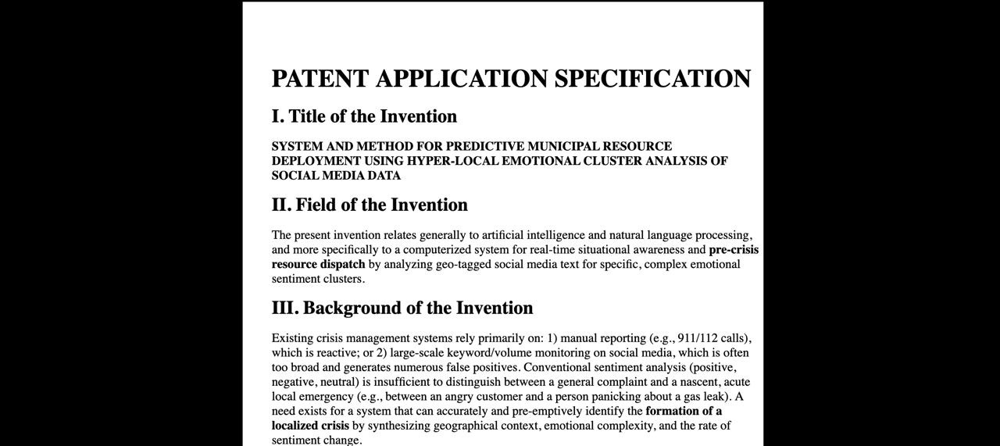 PATENT APPLICATION SPECIFICATION
I. Title of the Invention
SYSTEM AND METHOD FOR PREDICTIVE MUNICIPAL RESOURCE
DEPLOYMENT USING HYPER-LOCAL EMOTIONAL CLUSTER ANALYSIS OF
SOCIAL MEDIA DATA
II. Field of the Invention
The present invention relates generally to artificial intelligence and natural language processing,
and more specifically to a computerized system for real-time situational awareness and pre-crisis
resource dispatch by analyzing geo-tagged social media text for specific, complex emotional
sentiment clusters.
III. Background of the Invention
Existing crisis management systems rely primarily on: 1) manual reporting (e.g., 911/112 calls),
which is reactive; or 2) large-scale keyword/volume monitoring on social media, which is often
too broad and generates numerous false positives. Conventional sentiment analysis (positive,
negative, neutral) is insufficient to distinguish between a general complaint and a nascent, acute
local emergency (e.g., between an angry customer and a person panicking about a gas leak). A
need exists for a system that can accurately and pre-emptively identify the formation of a
localized crisis by synthesizing geographical context, emotional complexity, and the rate of
sentiment change.